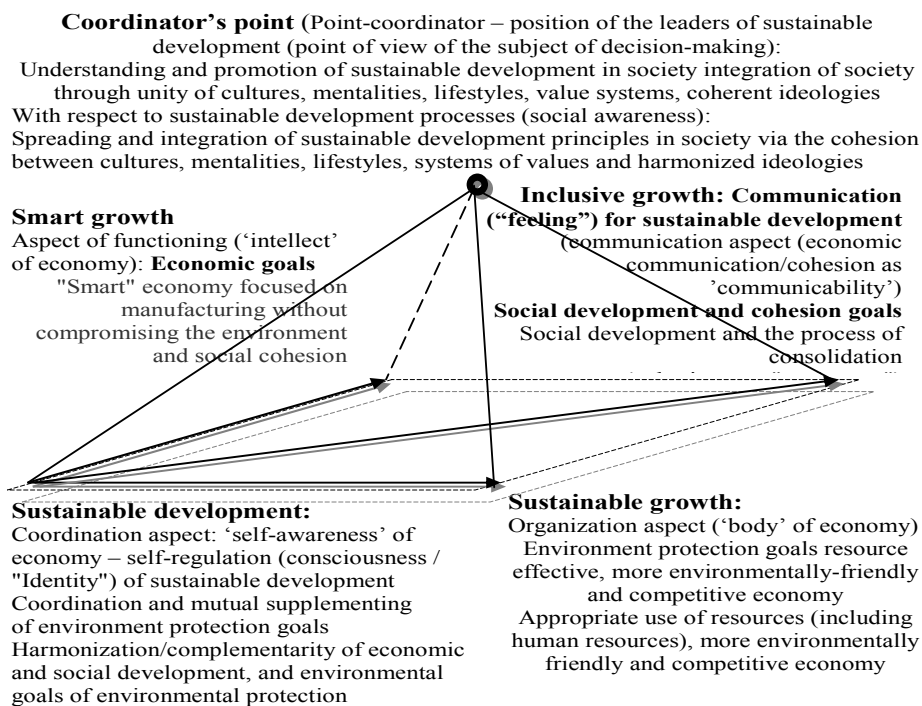 Coordinator's point (Point-coordinator – position of the leaders of sustainable
development (point of view of the subject of decision-making):
Understanding and promotion of sustainable development in society integration of society
through unity of cultures, mentalities, lifestyles, value systems, coherent ideologies
With respect to sustainable development processes (social awareness):
Spreading and integration of sustainable development principles in society via the cohesion
between cultures, mentalities, lifestyles, systems of values and harmonized ideologies
Smart growth
Aspect of functioning ('intellect'
of economy): Economic goals
"Smart" economy focused on
manufacturing without
compromising the environment
and social cohesion
Inclusive growth: Communication
("feeling") for sustainable development
(communication aspect (economic
communication/cohesion as
'communicability')
Social development and cohesion goals
Social development and the process of
consolidation
Sustainable development:
Coordination aspect: 'self-awareness' of
economy – self-regulation (consciousness /
"Identity") of sustainable development
Coordination and mutual supplementing
of environment protection goals
Harmonization/complementarity of economic
and social development, and environmental
goals of environmental protection
Sustainable growth:
Organization aspect ('body' of economy)
Environment protection goals resource
effective, more environmentally-friendly
and competitive economy
Appropriate use of resources (including
human resources), more environmentally
friendly and competitive economy